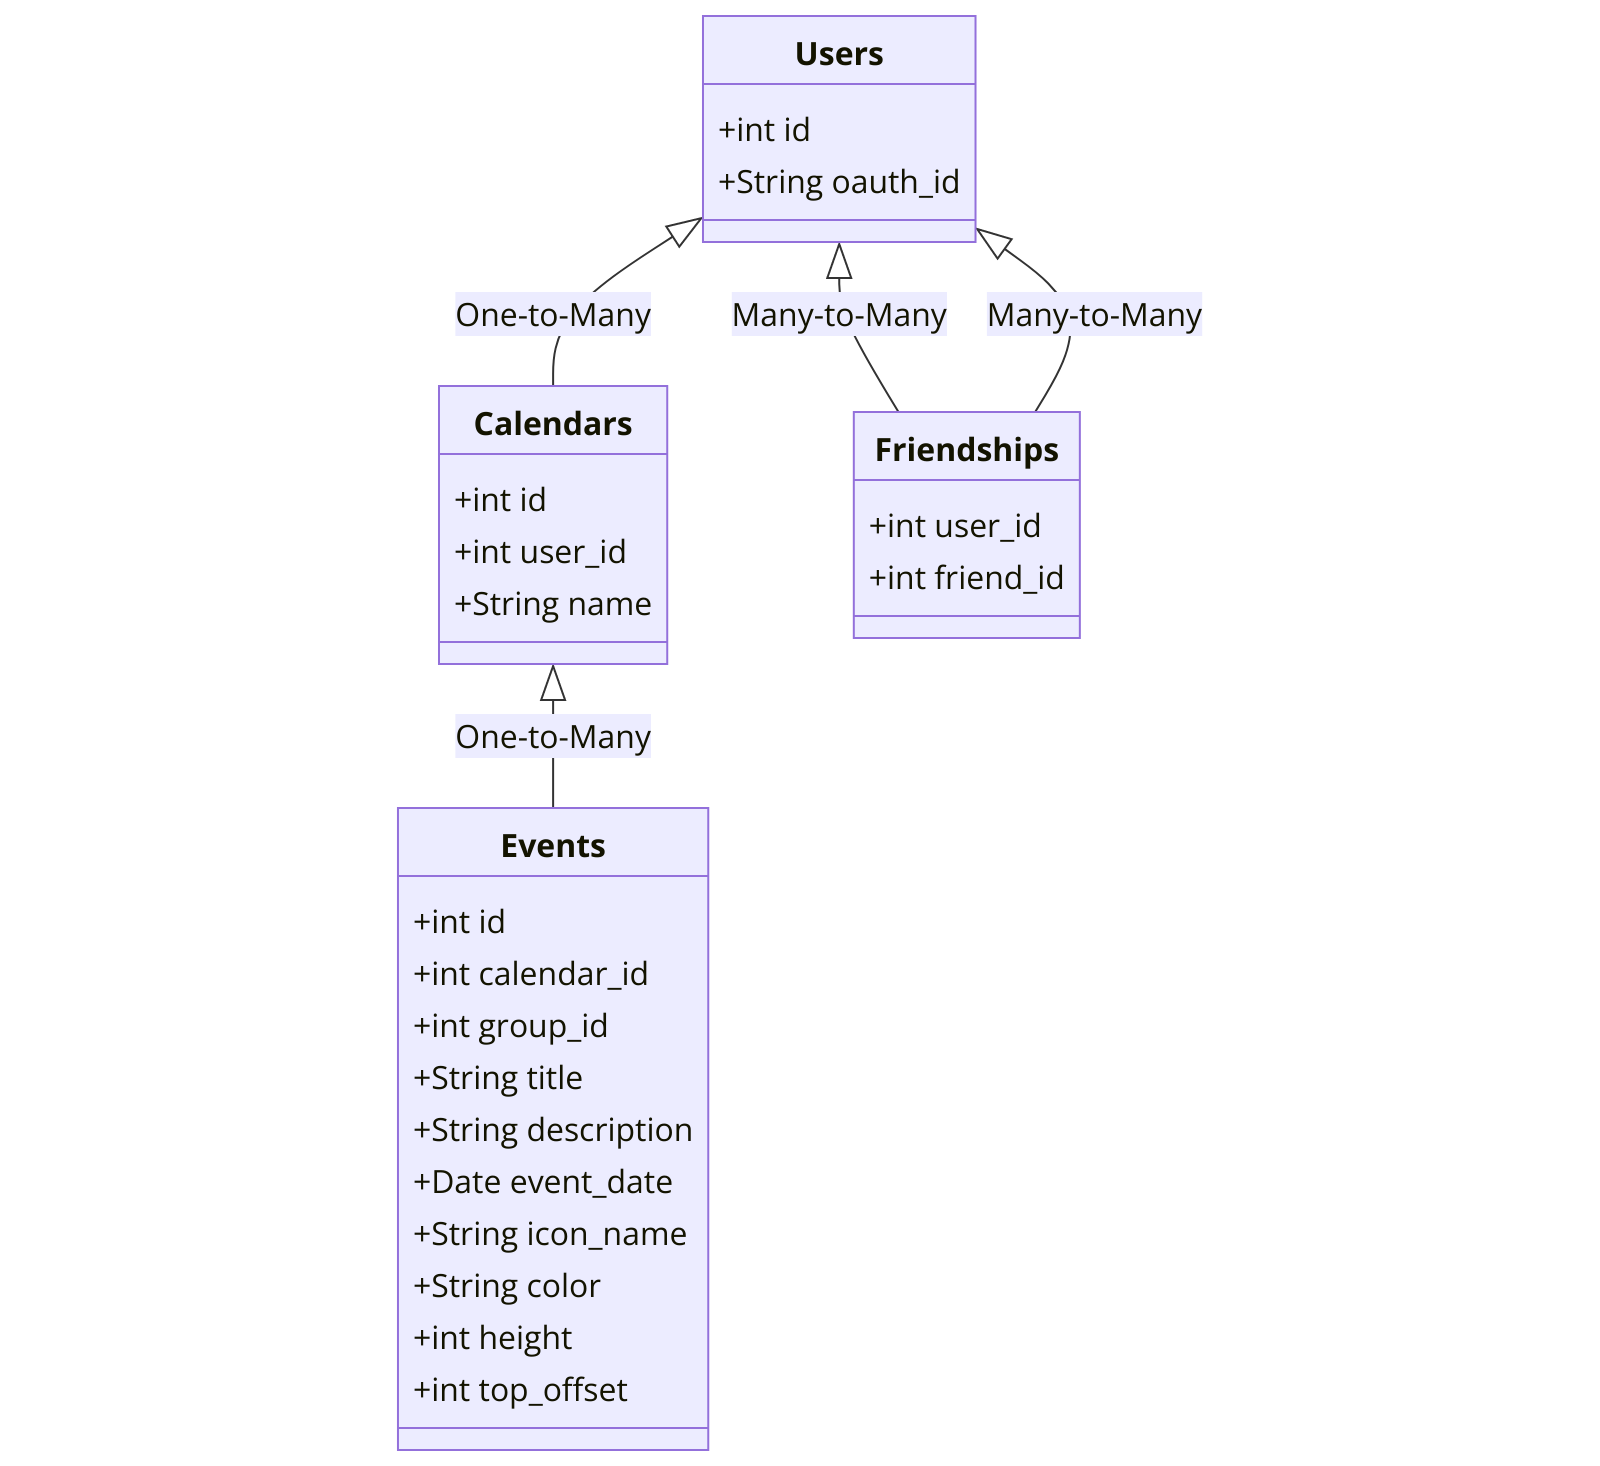 Users
+int id
+String oauth_id
One-to-Many
Many-to-Many
Many-to-Many
Calendars
+int id
+int user_id
+String name
Friendships
+int user_id
+int friend_id
One-to-Many
Events
+int id
+int calendar_id
+int group_id
+String title
+String description
+Date event_date
+String icon_name
+String color
+int height
+int top_offset